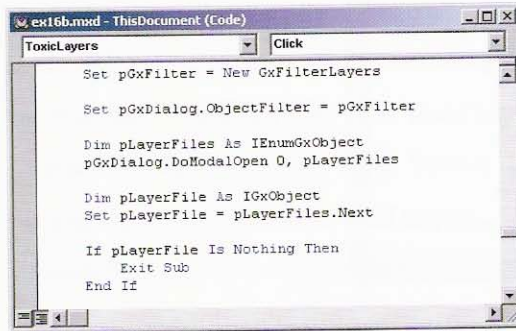 ex16b.mxd - ThisDocument (Code)
ToxicLayers Click
Set pGxFilter = New GxFilterLayers
Set pGxDialog.ObjectFilter = pGxFilter
Dim pLayerFiles As IEnumGxObject
pGxDialog.DoModalOpen 0, pLayerFiles
Dim pLayerFile As IGxObject
Set pLayerFile = pLayerFiles.Next
If pLayerFile Is Nothing Then
Exit Sub
End If